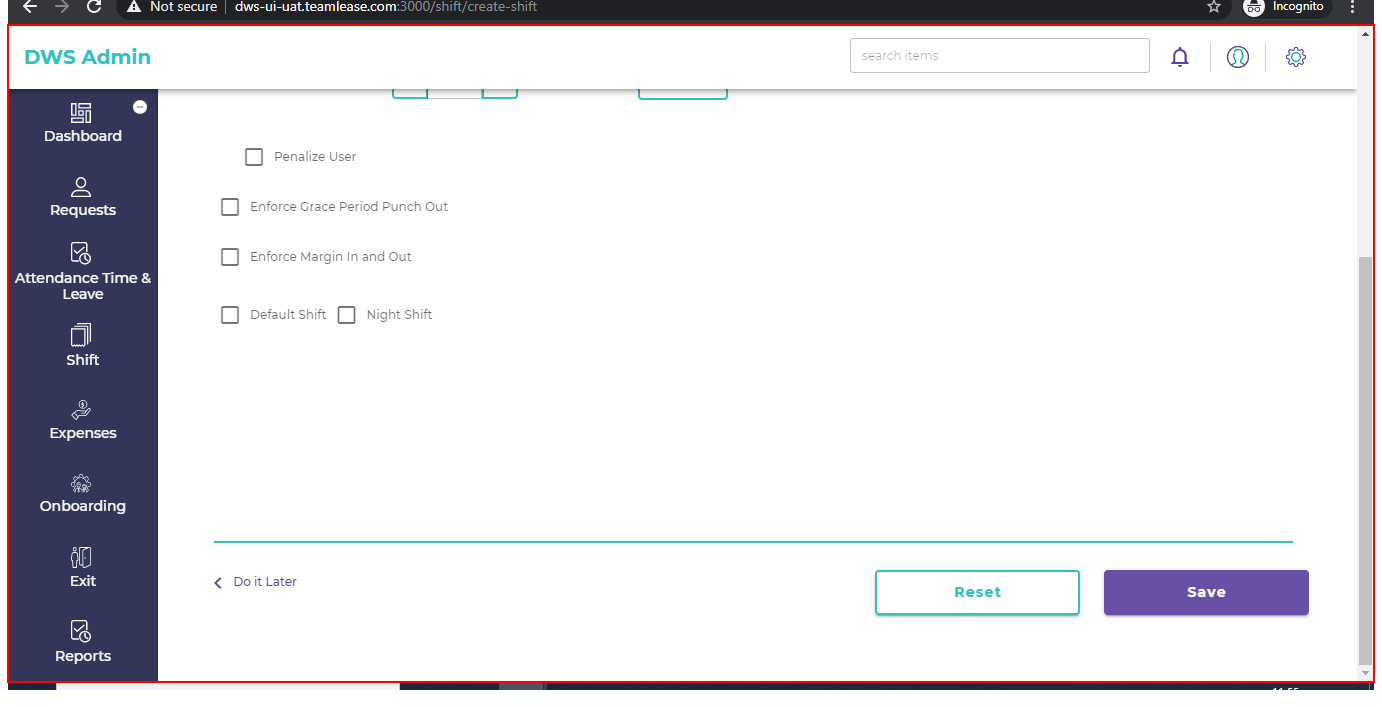 Not secure
dws-ui-uat.teamlease.com:3000/shift/create-shift
Incognito
DWS Admin
search items
Dashboard
Requests
Attendance Time &
Leave
Shift
Expenses
Onboarding
Exit
Reports
Penalize User
Enforce Grace Period Punch Out
Enforce Margin In and Out
Default Shift Night Shift
Do it Later
Reset
Save